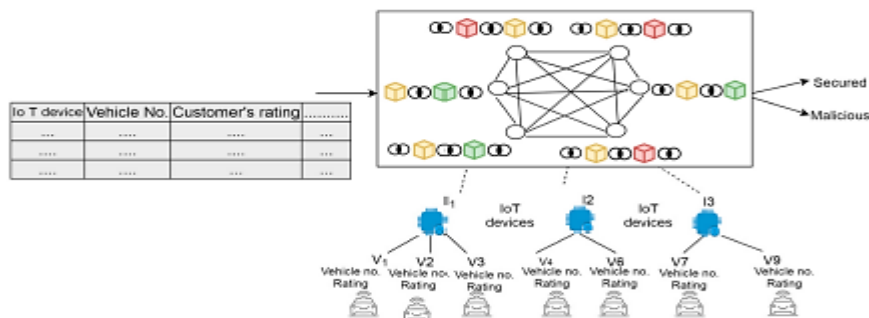 Io T device Vehicle No. Customer's rating ...........
.... .... .... ...
.... .... .... ...
.... .... ... ...
Secured
Malicious
II1 IoT devices I2 IoT devices I3
V1 V2 V3 V4 V6 V7 V9
Vehicle no. Vehicle no. Vehicle no. Vehicle no. Vehicle no. Vehicle no. Vehicle no.
Rating Rating Rating Rating Rating Rating Rating